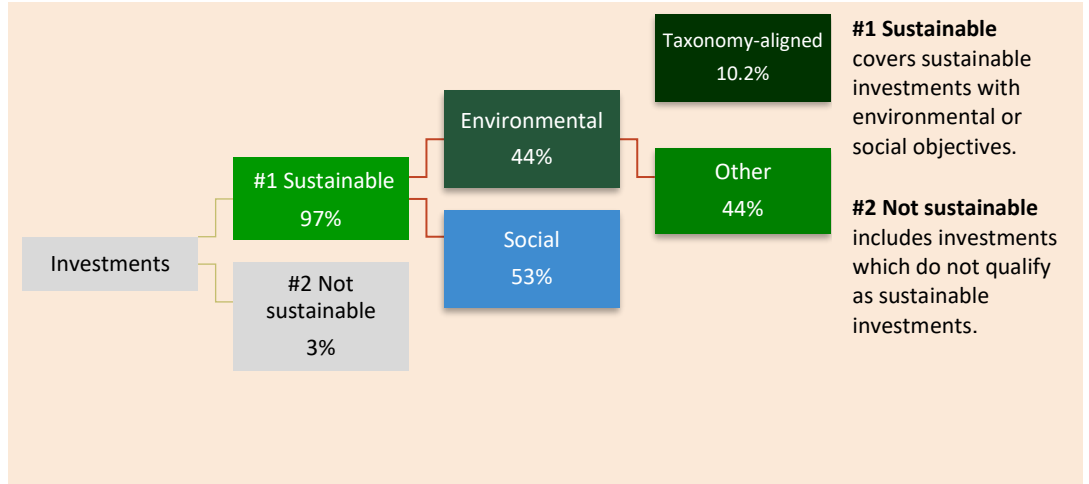 Investments
#1 Sustainable
97%
#2 Not
sustainable
3%
Environmental
44%
Social
53%
Taxonomy-aligned
10.2%
Other
44%
#1 Sustainable
covers sustainable
investments with
environmental or
social objectives.
#2 Not sustainable
includes investments
which do not qualify
as sustainable
investments.